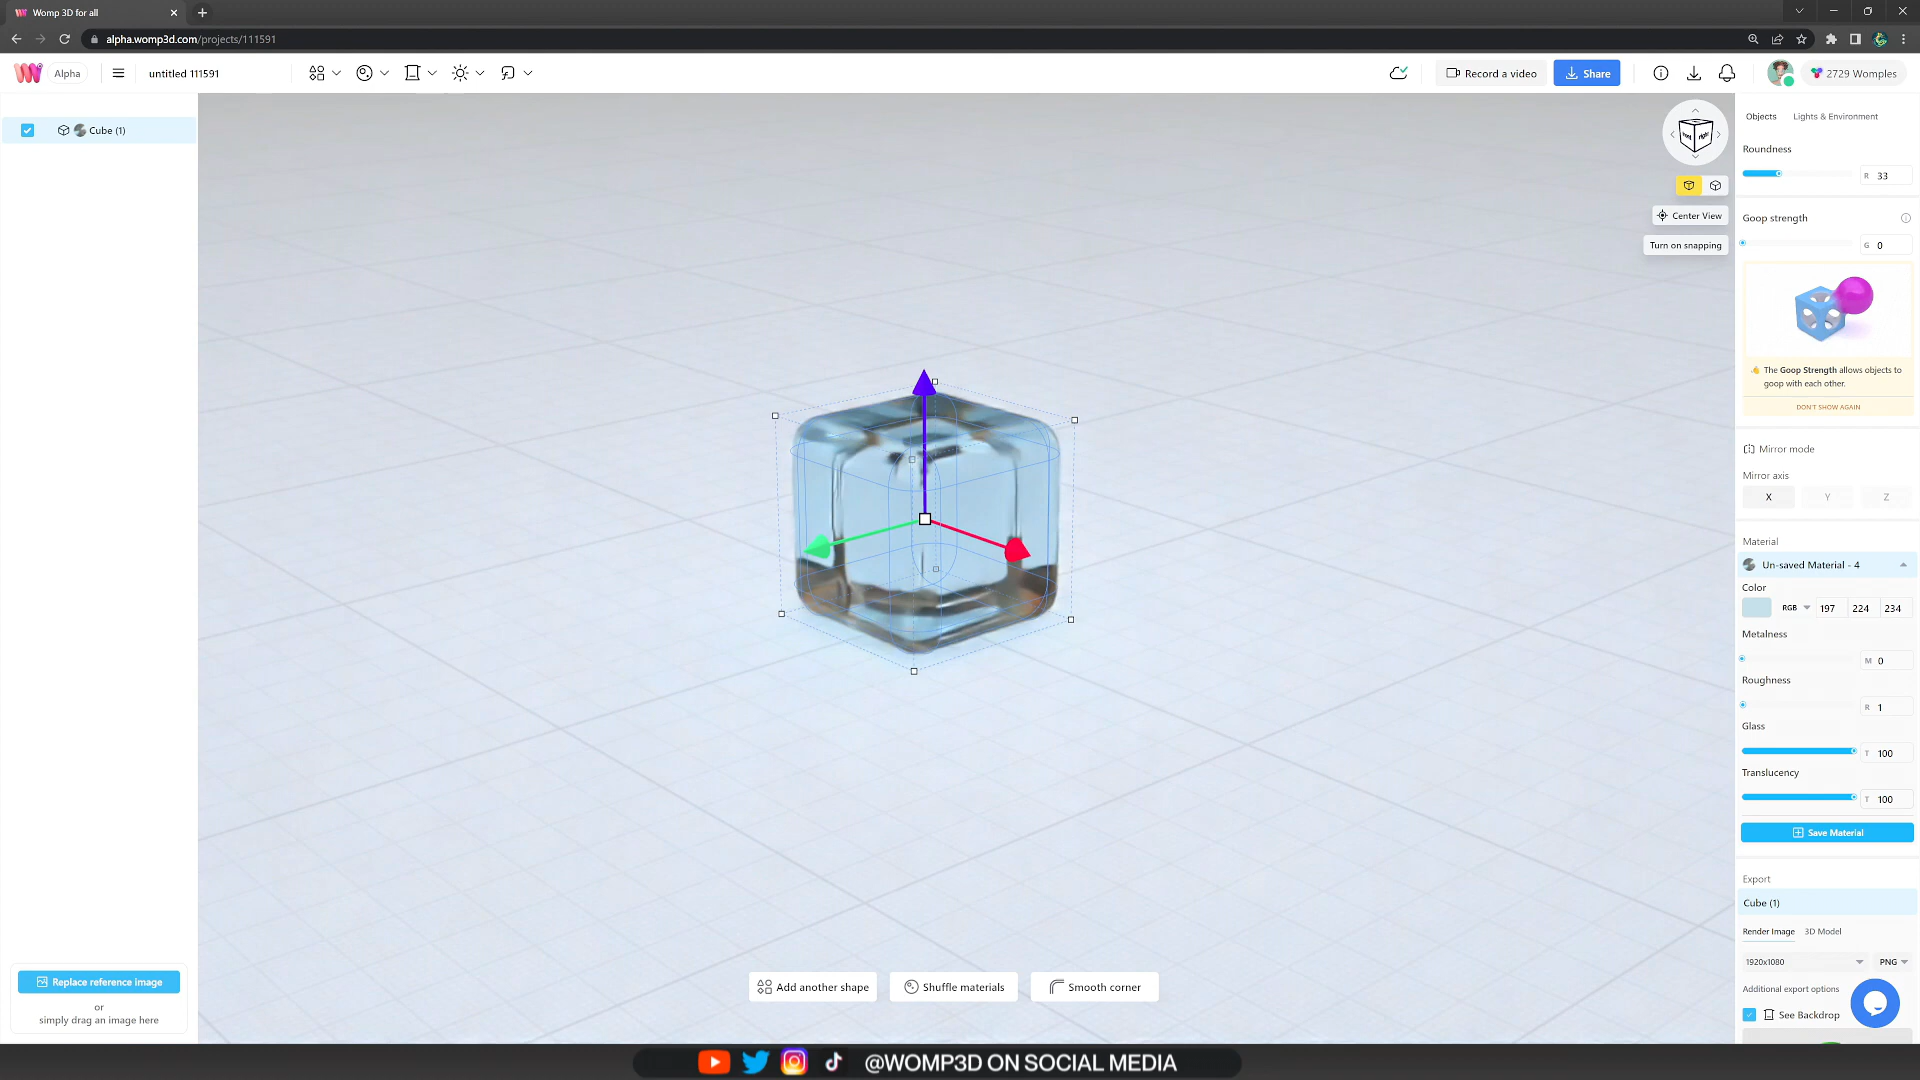 Womp 3D for all
alpha.womp3d.com/projects/111591
Alpha
untitled 111591
Record a video
Share
2729 Womples
Cube (1)
Objects
Lights & Environment
Roundness
R 33
Center View
Goop strength
Turn on snapping
G 0
The Goop Strength allows objects to
goop with each other.
DON'T SHOW AGAIN
Mirror mode
Mirror axis
X Y Z
Material
Un-saved Material - 4
Color
RGB 197 224 234
Metalness
M 0
Roughness
R 1
Glass
T 100
Translucency
T 100
Save Material
Export
Cube (1)
Render Image
3D Model
1920x1080
PNG
Additional export options
See Backdrop
Replace reference image
or
simply drag an image here
Add another shape
Shuffle materials
Smooth corner
@WOMP3D ON SOCIAL MEDIA